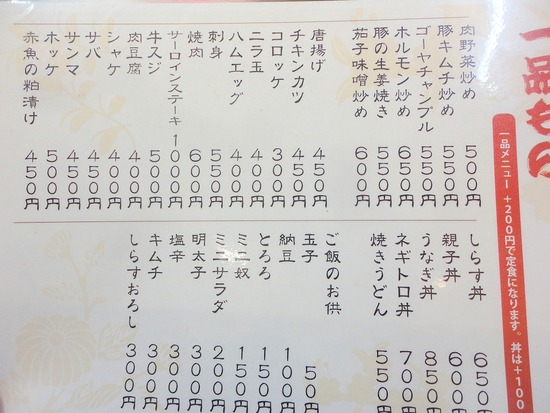 一品もの
一品メニュー +200円で定食になります。丼は+100
肉野菜炒め 500円
豚キムチ炒め 550円
ゴーヤチャンプル 550円
ホルモン炒め 650円
豚の生姜焼き 550円
茄子味噌炒め 600円
唐揚げ 450円
チキンカツ 450円
コロッケ 300円
ニラ玉 400円
ハムエッグ 400円
刺身 550円
焼肉 600円
サーロインステーキ 1000円
牛スジ 500円
肉豆腐 400円
シャケ 400円
サバ 400円
サンマ 450円
ホッケ 500円
赤魚の粕漬け 450円
しらす丼 650
親子丼 600
うなぎ丼 850円
ネギトロ丼 700円
焼きうどん 550円
ご飯のお供
玉子 50円
納豆 100円
とろろ 150円
ミニ奴 150円
ミニサラダ 200円
明太子 300円
塩辛 300円
キムチ 300円
しらすおろし 300円